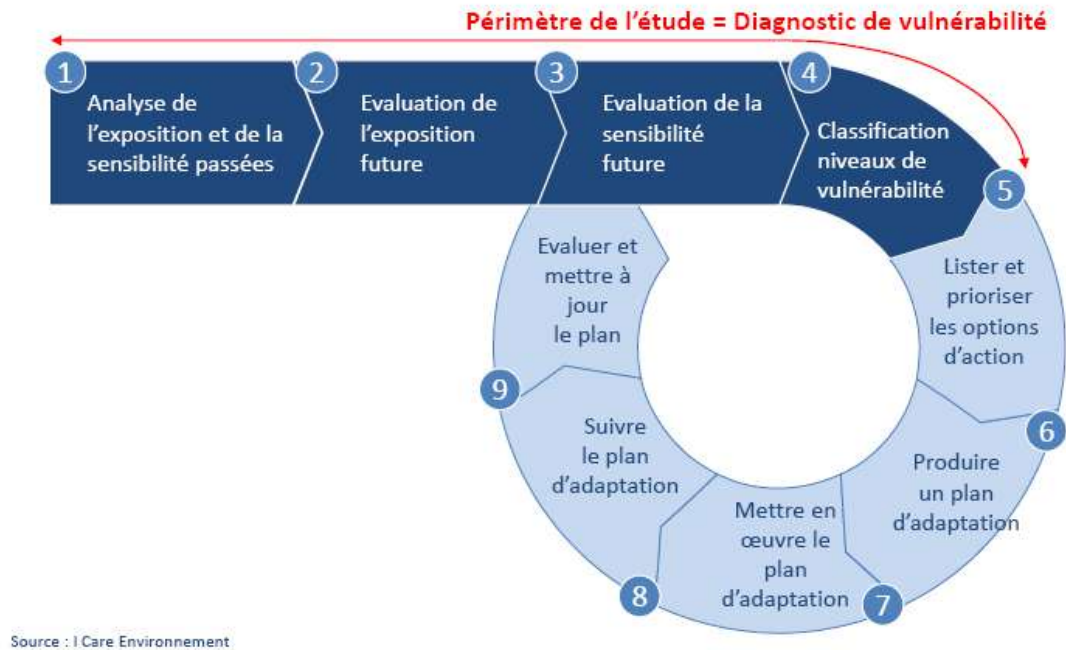 Périmètre de l'étude = Diagnostic de vulnérabilité
1
Analyse de
l'exposition et de la
sensibilité passées
2
Evaluation de
l'exposition
future
3
Evaluation de la
sensibilité
future
4
Classification
niveaux de
vulnérabilité
5
Lister et
prioriser
les options
d'action
6
Produire
un plan
d'adaptation
7
Mettre en
œuvre le
plan
d'adaptation
8
Suivre
le plan
d'adaptation
9
Evaluer et
mettre à
jour
le plan
Source : I Care Environnement